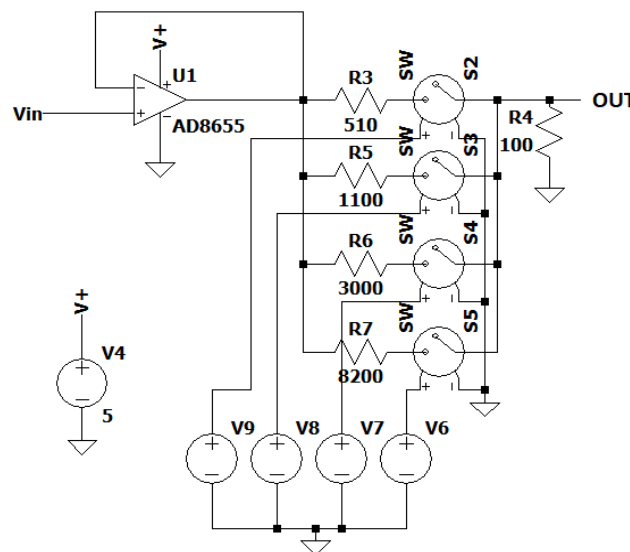 V+
U1
Vin
AD8655
R3
510
SW
S2
OUT
R4
100
R5
1100
SW
S3
R6
3000
SW
S4
R7
8200
SW
S5
V+
V4
5
V9
V8
V7
V6